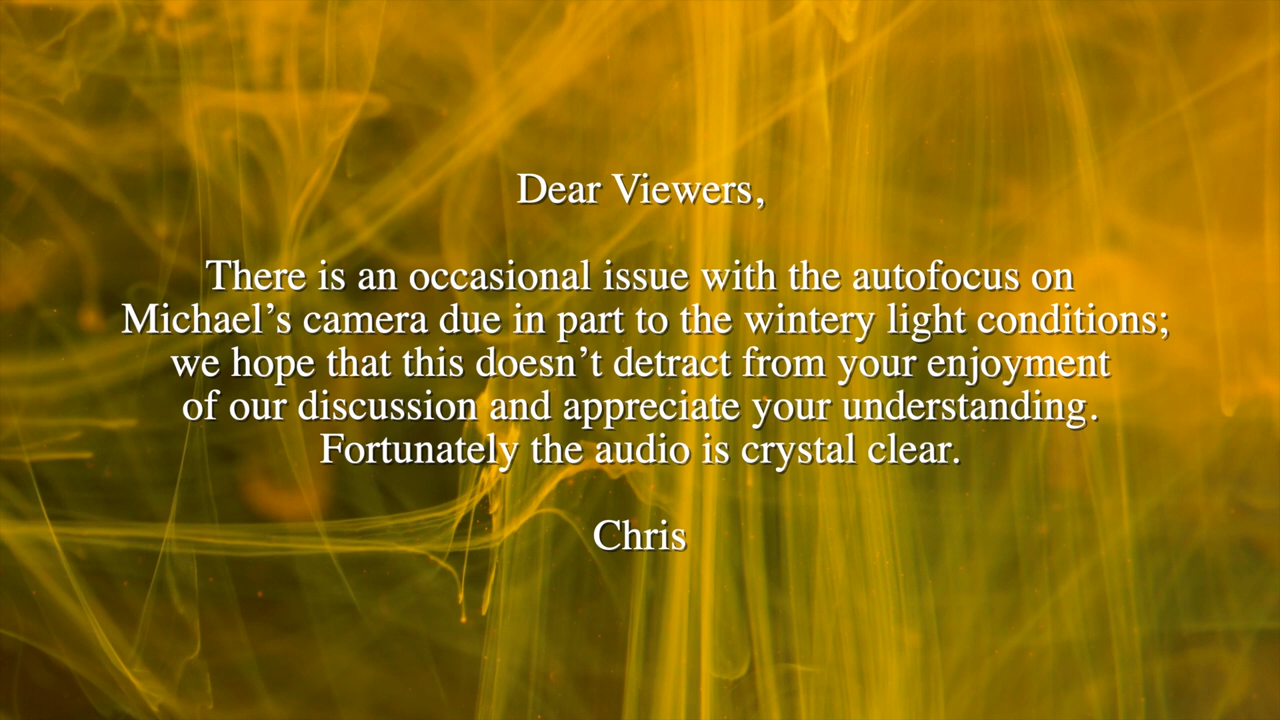 Dear Viewers,
There is an occasional issue with the autofocus on
Michael’s camera due in part to the wintery light conditions;
we hope that this doesn’t detract from your enjoyment
of our discussion and appreciate your understanding.
Fortunately the audio is crystal clear.
Chris